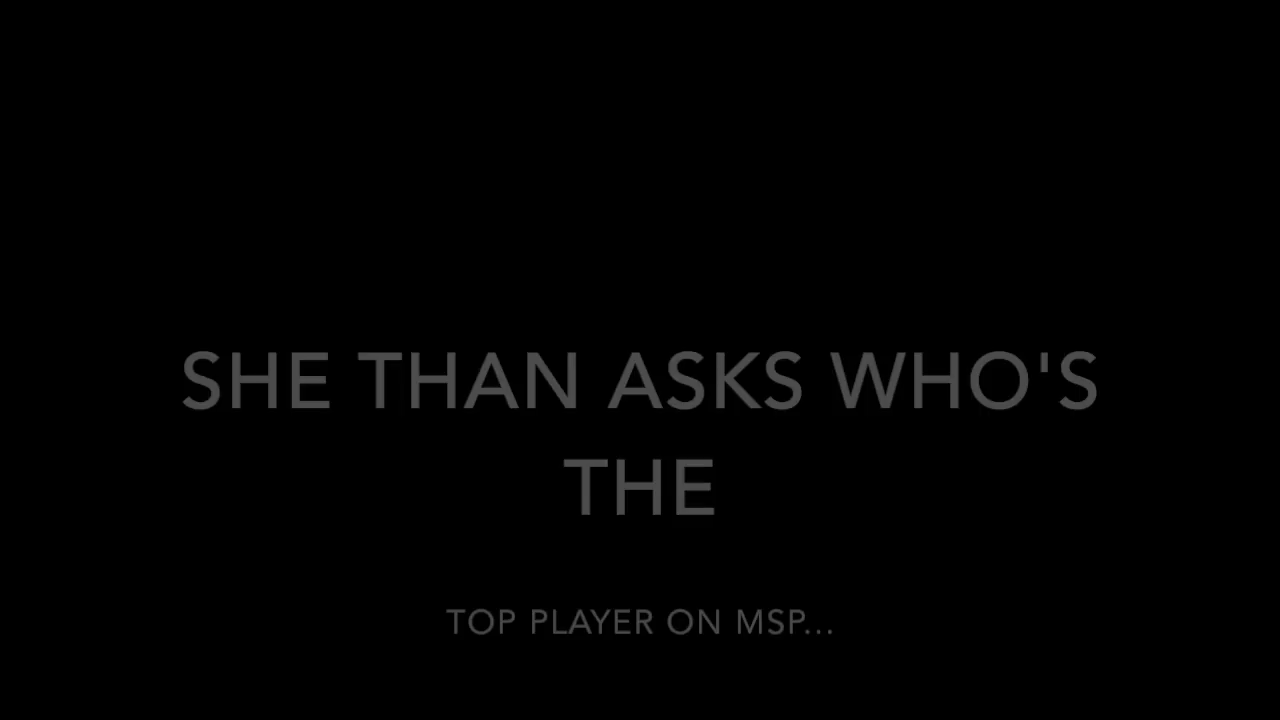 SHE THAN ASKS WHO'S
THE
TOP PLAYER ON MSP...